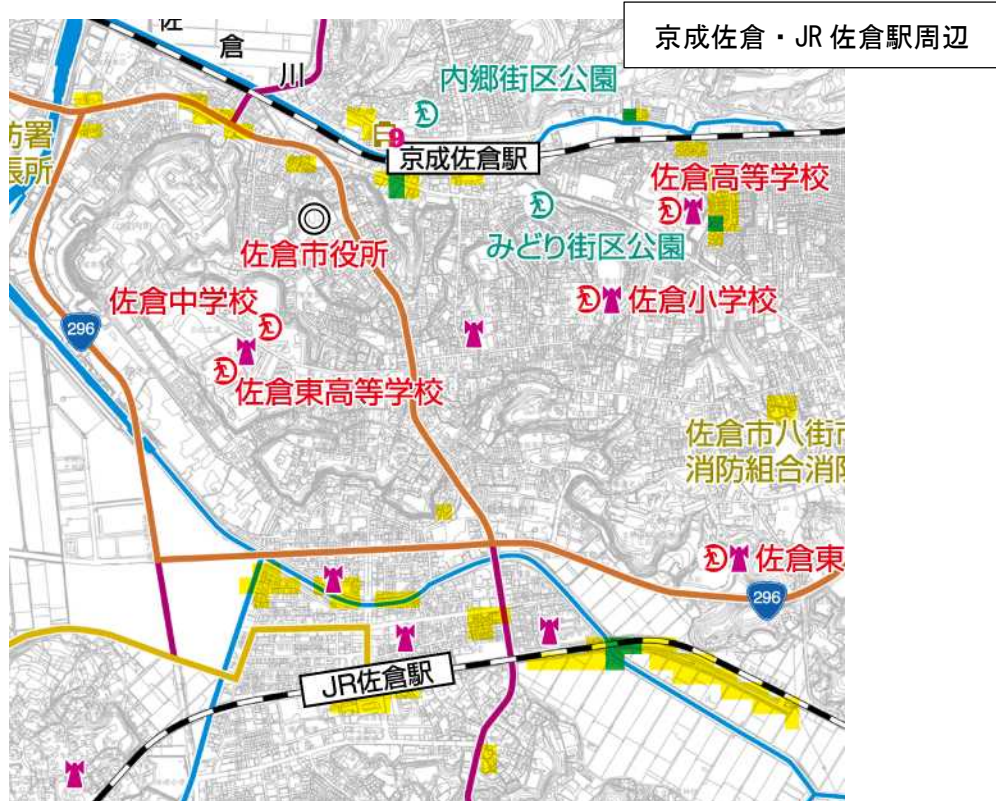 京成佐倉・JR佐倉駅周辺
佐
倉
川
内郷街区公園
防署
張所
9
京成佐倉駅
佐倉高等学校
佐倉市役所
みどり街区公園
佐倉中学校
佐倉小学校
296
佐倉東高等学校
佐倉市八街市
消防組合消防
佐倉東
296
JR佐倉駅